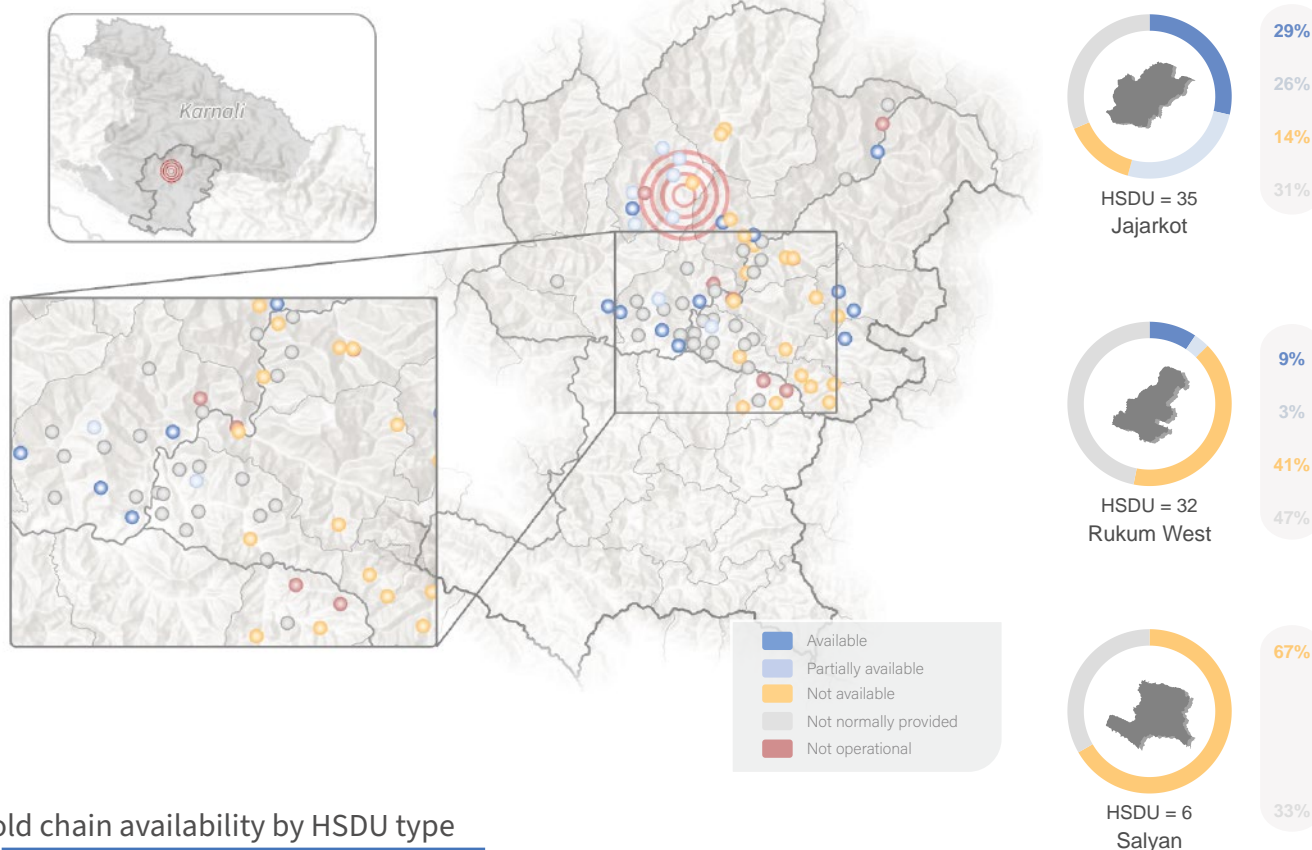 Karnali
29%
26%
14%
31%
HSDU = 35
Jajarkot
9%
3%
41%
47%
HSDU = 32
Rukum West
67%
33%
HSDU = 6
Salyan
Available
Partially available
Not available
Not normally provided
Not operational
old chain availability by HSDU type